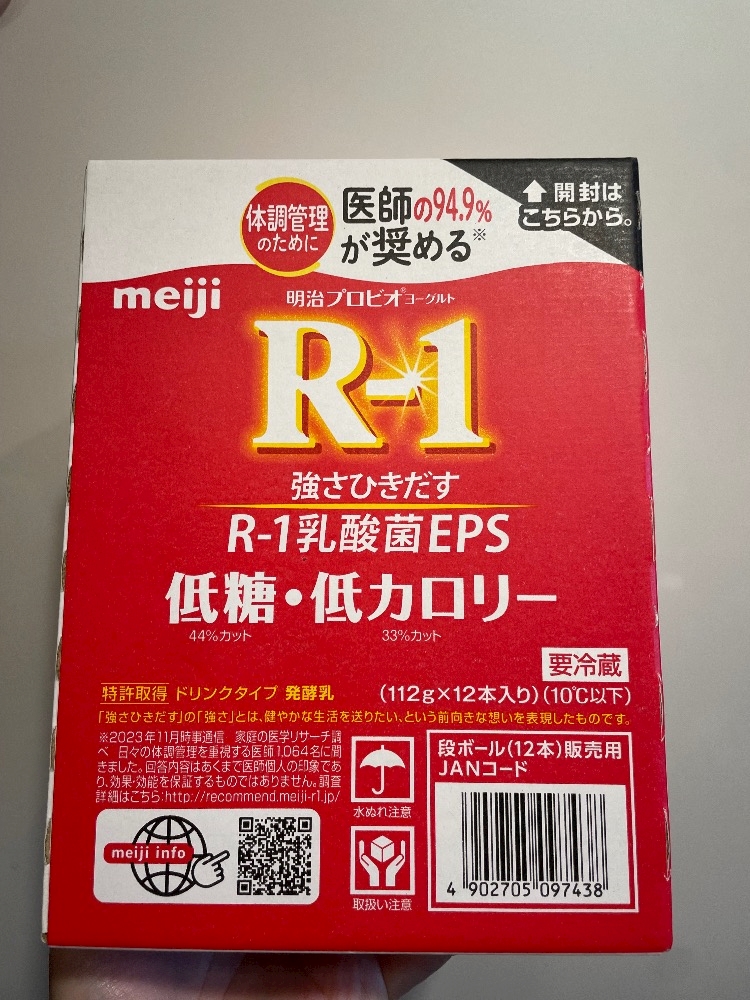 体調管理
のために
医師の94.9%
が奨める※
開封は
こちらから。
meiji
明治プロビオ®ヨーグルト
R-1
強さひきだす
R-1乳酸菌EPS
低糖・低カロリー
44%カット 33%カット
要冷蔵
特許取得 ドリンクタイプ 発酵乳 (112g×12本入り)(10℃以下)
「強さひきだす」の「強さ」とは、健やかな生活を送りたい、という前向きな想いを表現したものです。
※2023年11月時事通信 家庭の医学リサーチ調
べ 日々の体調管理を重視する医師1,064名に聞
きました。回答内容はあくまで医師個人の印象であ
り、効果・効能を保証するものではありません。調査
詳細はこちら:http://recommend.meiji-r1.jp/
meiji info
水ぬれ注意
取扱い注意
段ボール(12本)販売用
JANコード
4 902705 097438